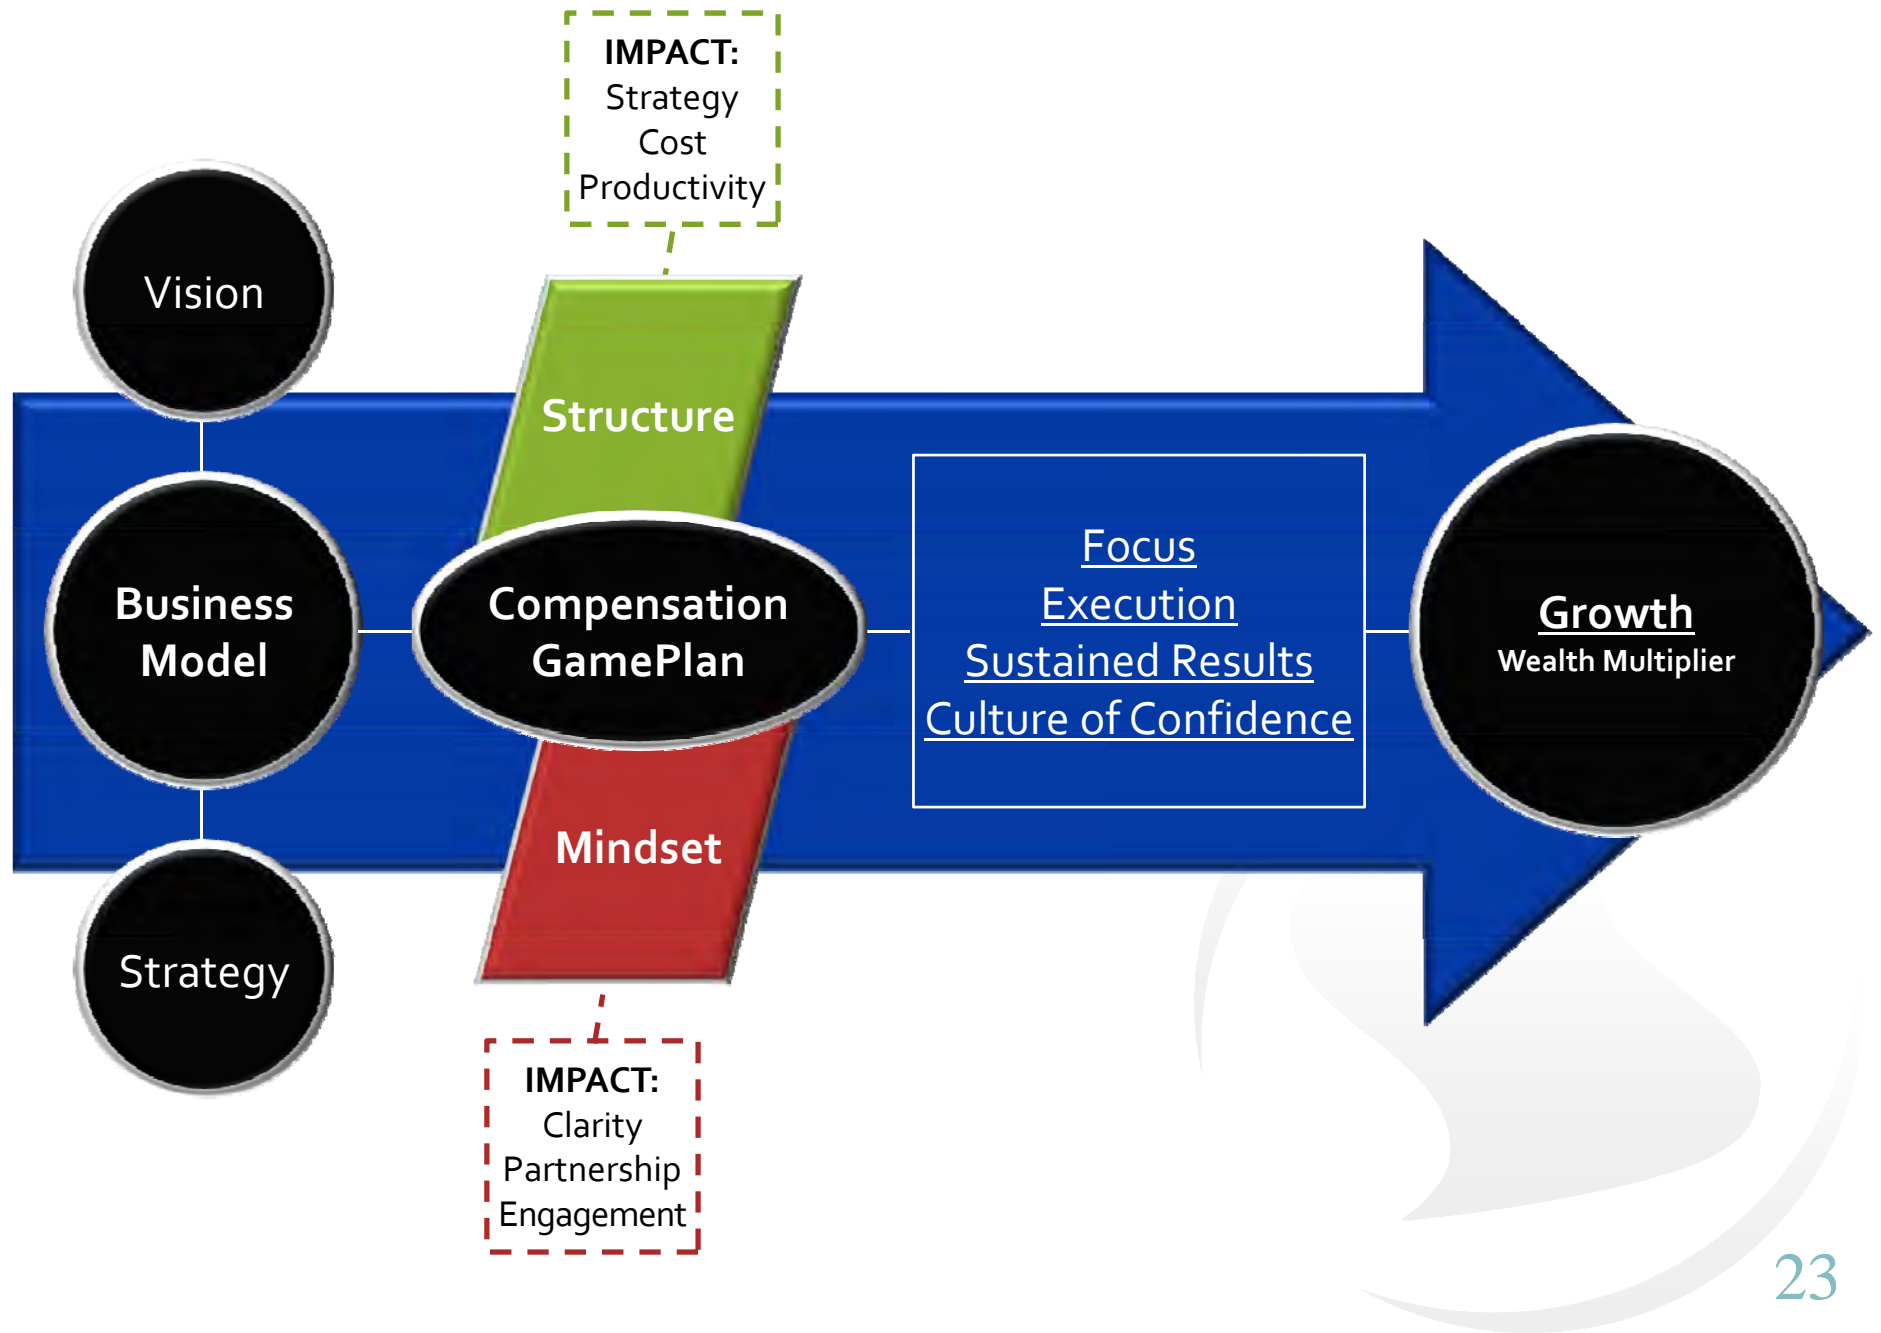 IMPACT:
Strategy
Cost
Productivity
Vision
Structure
Business
Model
Compensation
GamePlan
Focus
Execution
Sustained Results
Culture of Confidence
Growth
Wealth Multiplier
Mindset
Strategy
IMPACT:
Clarity
Partnership
Engagement
23